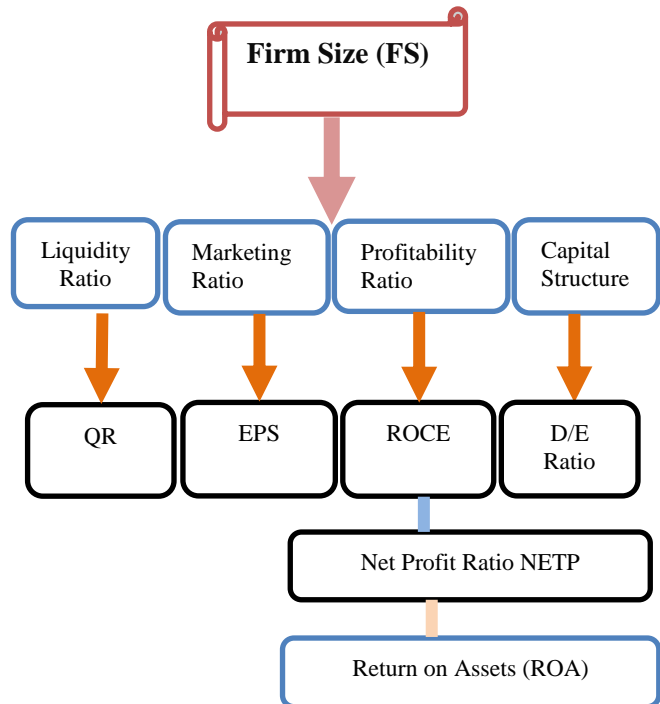 Firm Size (FS)
Liquidity
Ratio
Marketing
Ratio
Profitability
Ratio
Capital
Structure
QR
EPS
ROCE
D/E
Ratio
Net Profit Ratio NETP
Return on Assets (ROA)